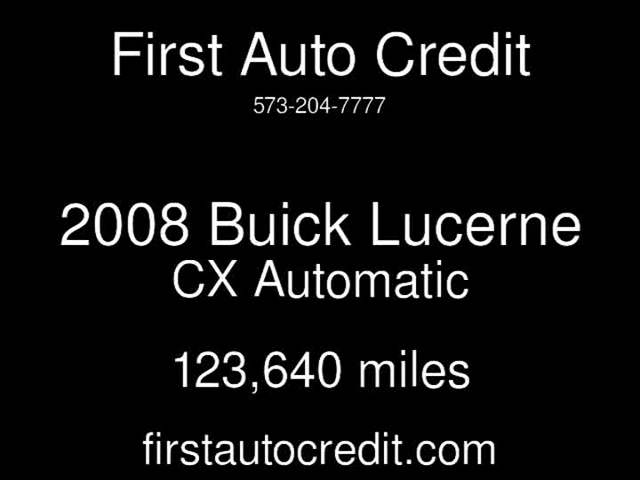 First Auto Credit
573-204-7777
2008 Buick Lucerne
CX Automatic
123,640 miles
firstautocredit.com